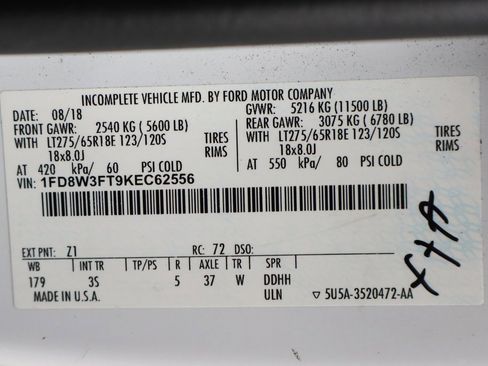 INCOMPLETE VEHICLE MFD. BY FORD MOTOR COMPANY
DATE: 08/18 GVWR: 5216 KG (11500 LB)
FRONT GAWR: 2540 KG ( 5600 LB) REAR GAWR: 3075 KG ( 6780 LB)
WITH LT275/65R18E 123/120S TIRES WITH LT275/65R18E 123/120S TIRES
18x8.0J RIMS 18x8.0J RIMS
AT 420 kPa/ 60 PSI COLD AT 550 kPa/ 80 PSI COLD
VIN: 1FD8W3FT9KEC62556
EXT PNT: Z1 RC: 72 DSO:
WB INT TR TP/PS R AXLE TR SPR
179 3S 5 37 W DDHH
MADE IN U.S.A. ULN ▽ 5U5A-3520472-AA